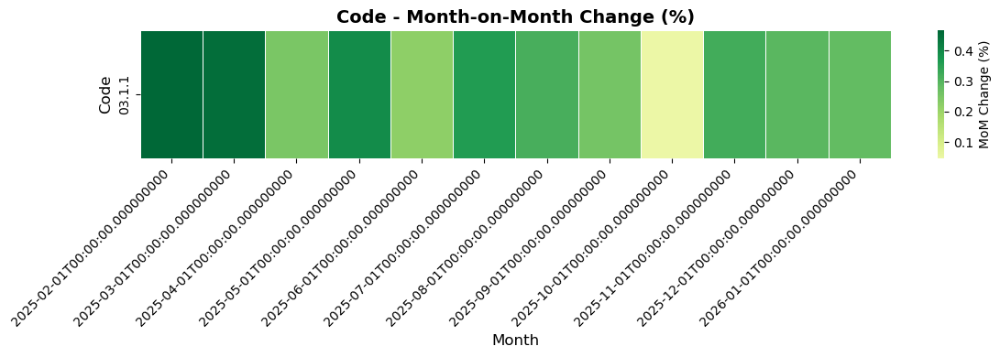 Code - Month-on-Month Change (%)
Code
03.1.1
2025-02-01T00:00:00.000000000
2025-03-01T00:00:00.000000000
2025-04-01T00:00:00.000000000
2025-05-01T00:00:00.000000000
2025-06-01T00:00:00.000000000
2025-07-01T00:00:00.000000000
2025-08-01T00:00:00.000000000
2025-09-01T00:00:00.000000000
2025-10-01T00:00:00.000000000
2025-11-01T00:00:00.000000000
2025-12-01T00:00:00.000000000
2026-01-01T00:00:00.000000000
Month
0.4
0.3
0.2
0.1
MoM Change (%)